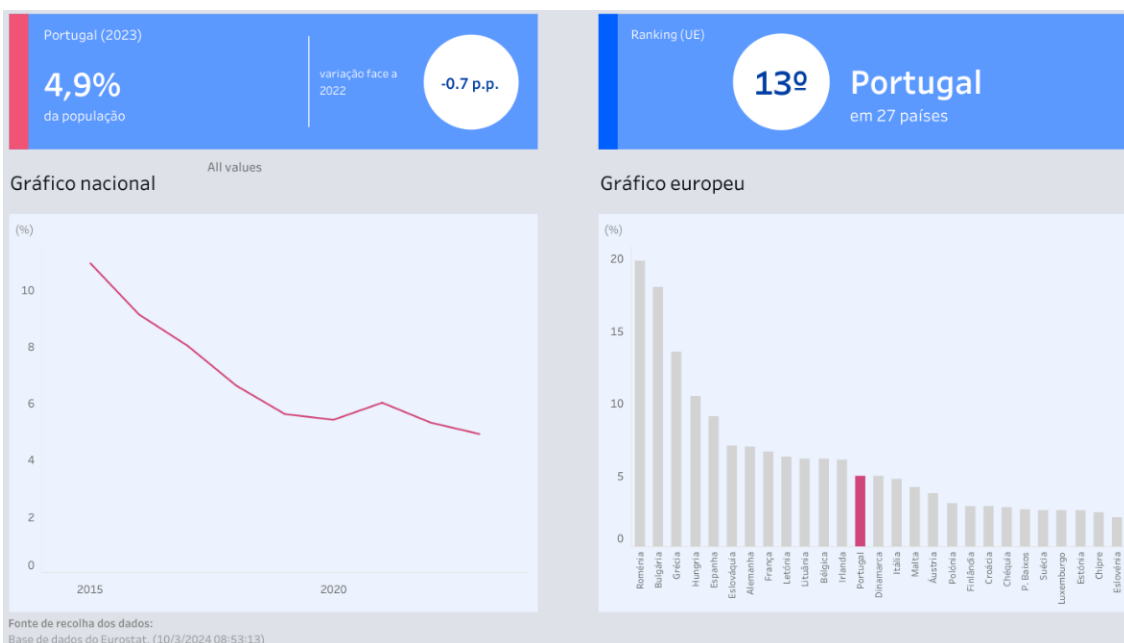 Portugal (2023)
4,9%
da população
variação face a
2022
-0.7 p.p.
Ranking (UE)
13º
Portugal
em 27 países
All values
Gráfico nacional
(%)
10
8
6
4
2
0
2015
2020
Gráfico europeu
(%)
20
15
10
5
0
Roménia
Bulgária
Grécia
Hungria
Espanha
Eslováquia
Alemanha
França
Letónia
Lituânia
Bélgica
Irlanda
Portugal
Dinamarca
Itália
Malta
Áustria
Polónia
Finlândia
Croácia
Chéquia
P. Baixos
Suécia
Luxemburgo
Estónia
Chipre
Eslovénia
Fonte de recolha dos dados:
Base de dados do Eurostat. (10/3/2024 08:53:13)